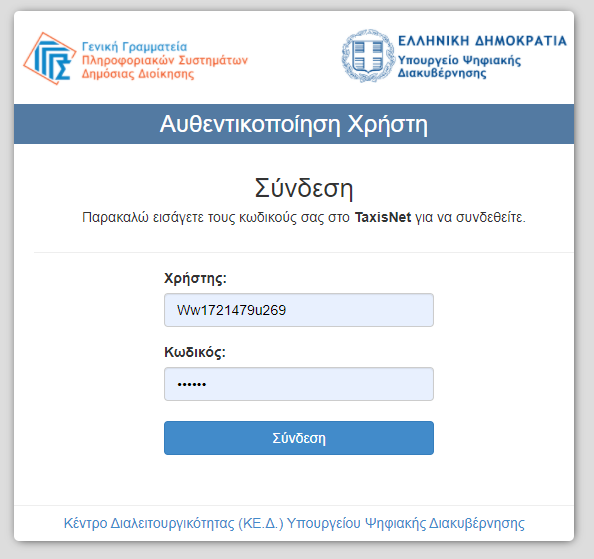 Γενική Γραμματεία
Πληροφοριακών Συστημάτων
Δημόσιας Διοίκησης
ΕΛΛΗΝΙΚΗ ΔΗΜΟΚΡΑΤΙΑ
Υπουργείο Ψηφιακής
Διακυβέρνησης
Αυθεντικοποίηση Χρήστη
Σύνδεση
Παρακαλώ εισάγετε τους κωδικούς σας στο TaxisNet για να συνδεθείτε.
Χρήστης:
Ww1721479u269
Κωδικός:
••••••
Σύνδεση
Κέντρο Διαλειτουργικότητας (ΚΕ.Δ.) Υπουργείου Ψηφιακής Διακυβέρνησης